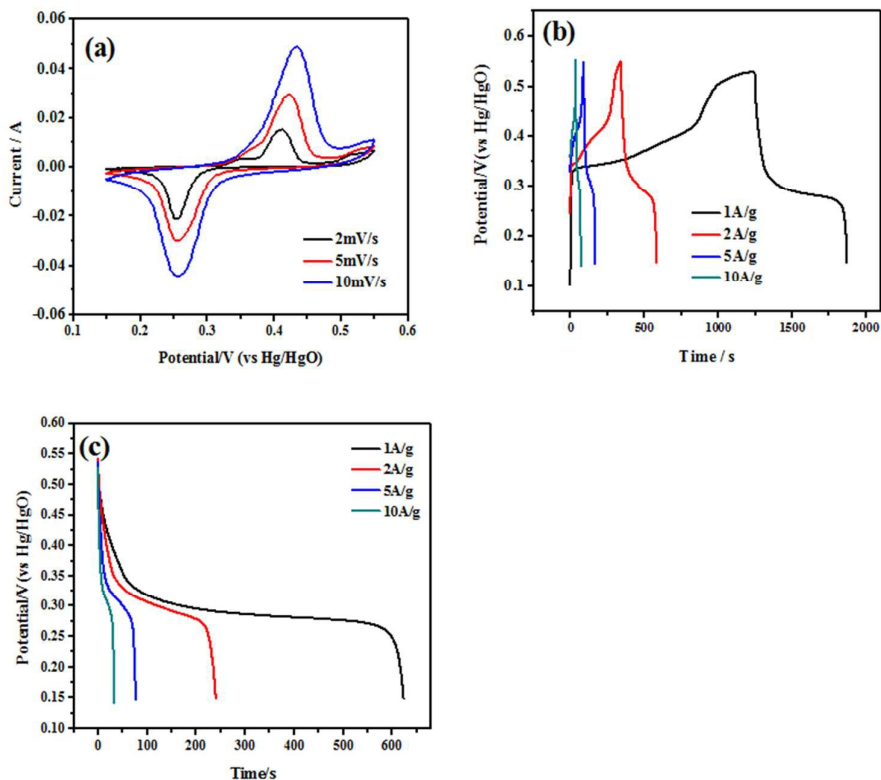 (a)
0.06
0.04
0.02
0.00
-0.02
-0.04
-0.06
Current / A
2mV/s
5mV/s
10mV/s
0.1 0.2 0.3 0.4 0.5 0.6
Potential/V (vs Hg/HgO)
(b)
0.6
0.5
0.4
0.3
0.2
0.1
Potential/V(vs Hg/HgO)
1A/g
2A/g
5A/g
10A/g
0 500 1000 1250 1500 2000
Time / s
(c)
0.60
0.55
0.50
0.45
0.40
0.35
0.30
0.25
0.20
0.15
0.10
Potential/V (vs Hg/HgO)
1A/g
2A/g
5A/g
10A/g
0 100 200 300 400 500 600
Time/s